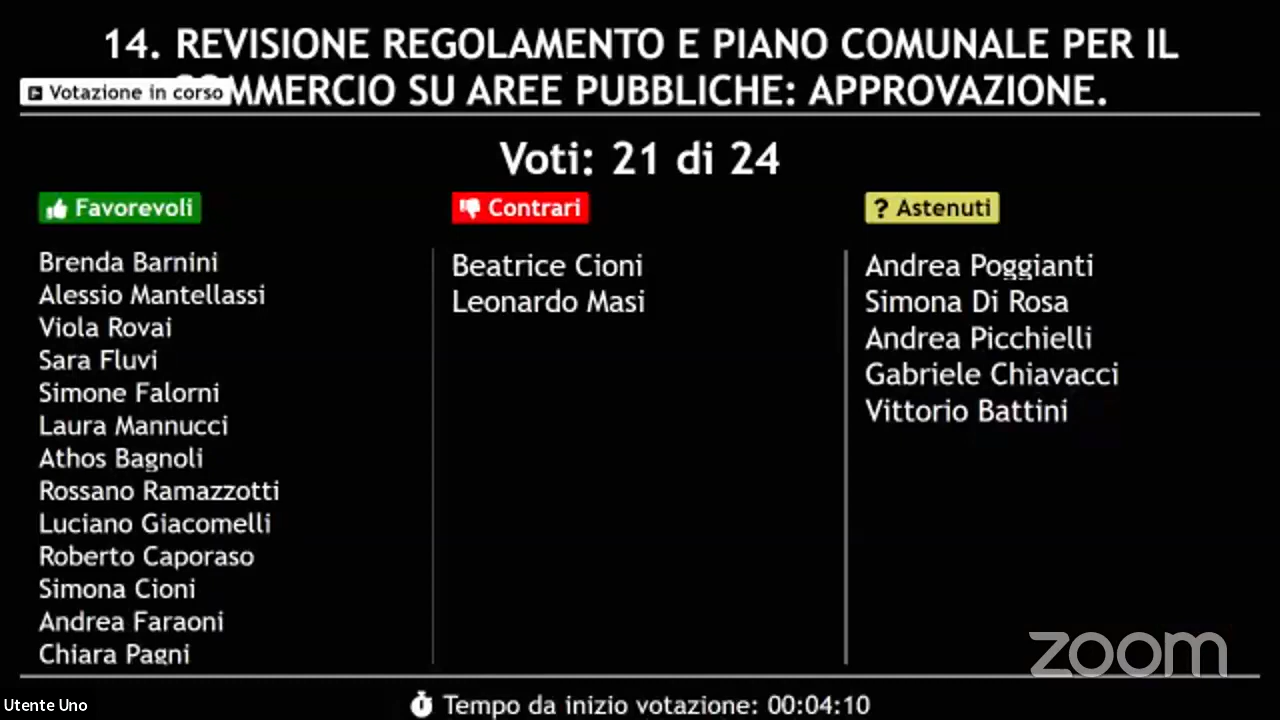 14. REVISIONE REGOLAMENTO E PIANO COMUNALE PER IL
Votazione in corso
MMERCIO SU AREE PUBBLICHE: APPROVAZIONE.
Voti: 21 di 24
Favorevoli
Brenda Barnini
Alessio Mantellassi
Viola Rovai
Sara Fluvi
Simone Falorni
Laura Mannucci
Athos Bagnoli
Rossano Ramazzotti
Luciano Giacomelli
Roberto Caporaso
Simona Cioni
Andrea Faraoni
Chiara Pagni
Contrari
Beatrice Cioni
Leonardo Masi
? Astenuti
Andrea Poggianti
Simona Di Rosa
Andrea Picchielli
Gabriele Chiavacci
Vittorio Battini
zoom
Utente Uno
Tempo da inizio votazione: 00:04:10